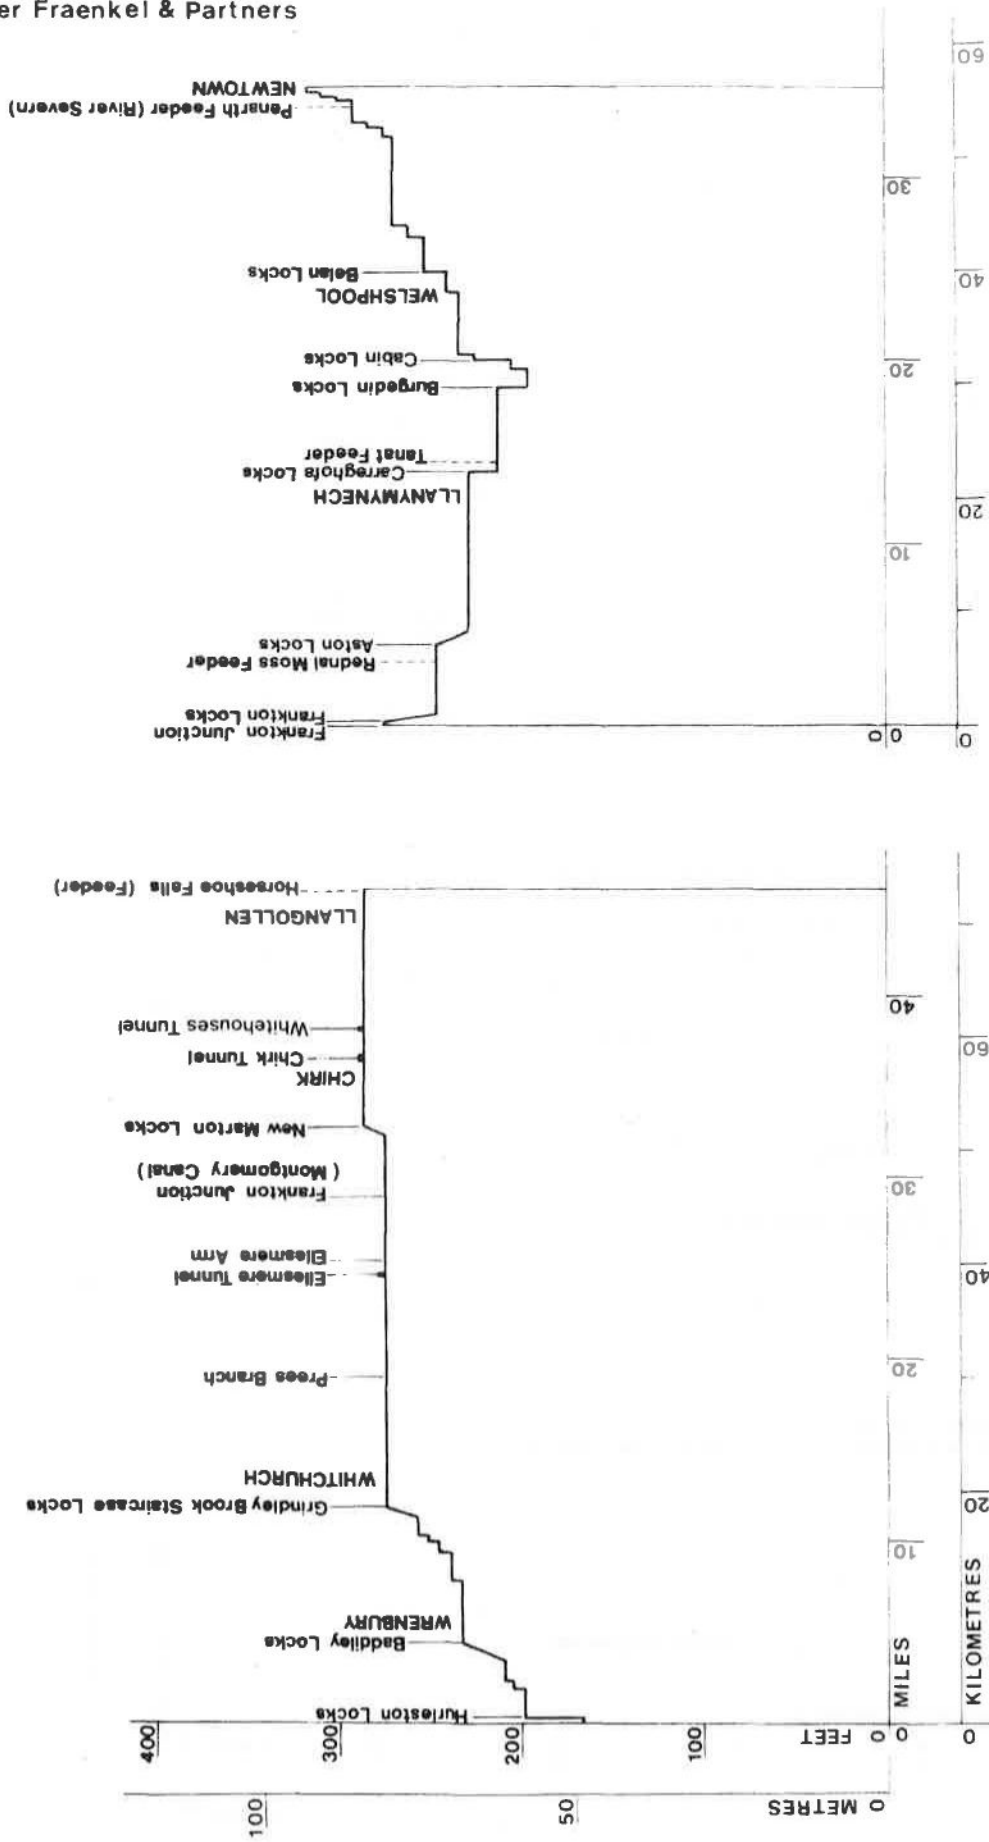 er Fraenkel & Partners
NEWTOWN
Penarth Feeder (River Severn)
Belan Locks
WELSHPOOL
Cabin Locks
Burgedin Locks
Tanat Feeder
Carreghofa Locks
LLANYMYNECH
Aston Locks
Rednal Moss Feeder
Frankton Locks
Frankton Junction
0
10
20
30
0
0
20
40
60
Horseshoe Falls (Feeder)
LLANGOLLEN
Whitehouses Tunnel
Chirk Tunnel
CHIRK
New Marton Locks
(Montgomery Canal)
Frankton Junction
Ellesmere Arm
Ellesmere Tunnel
Prees Branch
WHITCHURCH
Grindley Brook Staircase Locks
WRENBURY
Baddiley Locks
Hurleston Locks
400
300
200
100
FEET
0
0
10
20
30
40
MILES
0
20
40
60
KILOMETRES
100
50
METRES
0